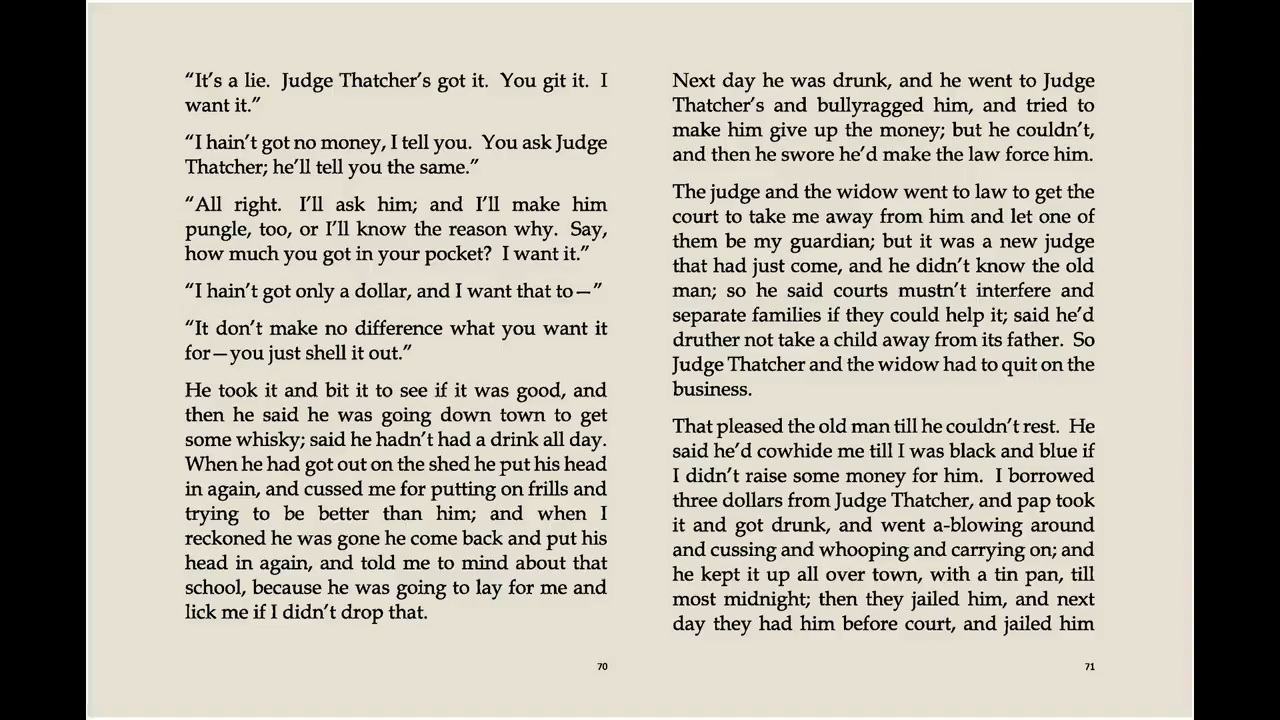 “It’s a lie.  Judge Thatcher’s got it.  You git it.  I
want it.”
“I hain’t got no money, I tell you.  You ask Judge
Thatcher; he’ll tell you the same.”
“All right.  I’ll ask him; and I’ll make him
pungle, too, or I’ll know the reason why.  Say,
how much you got in your pocket?  I want it.”
“I hain’t got only a dollar, and I want that to—”
“It don’t make no difference what you want it
for—you just shell it out.”
He took it and bit it to see if it was good, and
then he said he was going down town to get
some whisky; said he hadn’t had a drink all day.
When he had got out on the shed he put his head
in again, and cussed me for putting on frills and
trying to be better than him; and when I
reckoned he was gone he come back and put his
head in again, and told me to mind about that
school, because he was going to lay for me and
lick me if I didn’t drop that.
70
Next day he was drunk, and he went to Judge
Thatcher’s and bullyragged him, and tried to
make him give up the money; but he couldn’t,
and then he swore he’d make the law force him.
The judge and the widow went to law to get the
court to take me away from him and let one of
them be my guardian; but it was a new judge
that had just come, and he didn’t know the old
man; so he said courts mustn’t interfere and
separate families if they could help it; said he’d
druther not take a child away from its father.  So
Judge Thatcher and the widow had to quit on the
business.
That pleased the old man till he couldn’t rest.  He
said he’d cowhide me till I was black and blue if
I didn’t raise some money for him.  I borrowed
three dollars from Judge Thatcher, and pap took
it and got drunk, and went a-blowing around
and cussing and whooping and carrying on; and
he kept it up all over town, with a tin pan, till
most midnight; then they jailed him, and next
day they had him before court, and jailed him
71